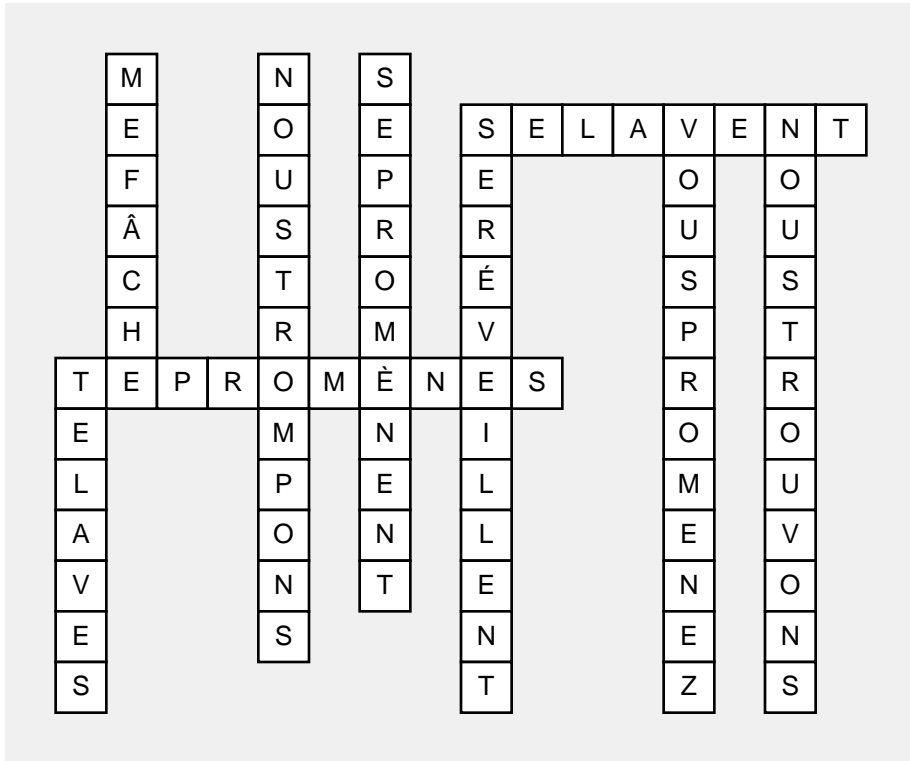 MEFÂCHE
NOUSTROMPONS
SEPROMÈNENT
SELAVENT
SERÉVEILLENT
VOUSPROMENEZ
NOUSTROUVONS
TEPROMÈNES
TELAVES